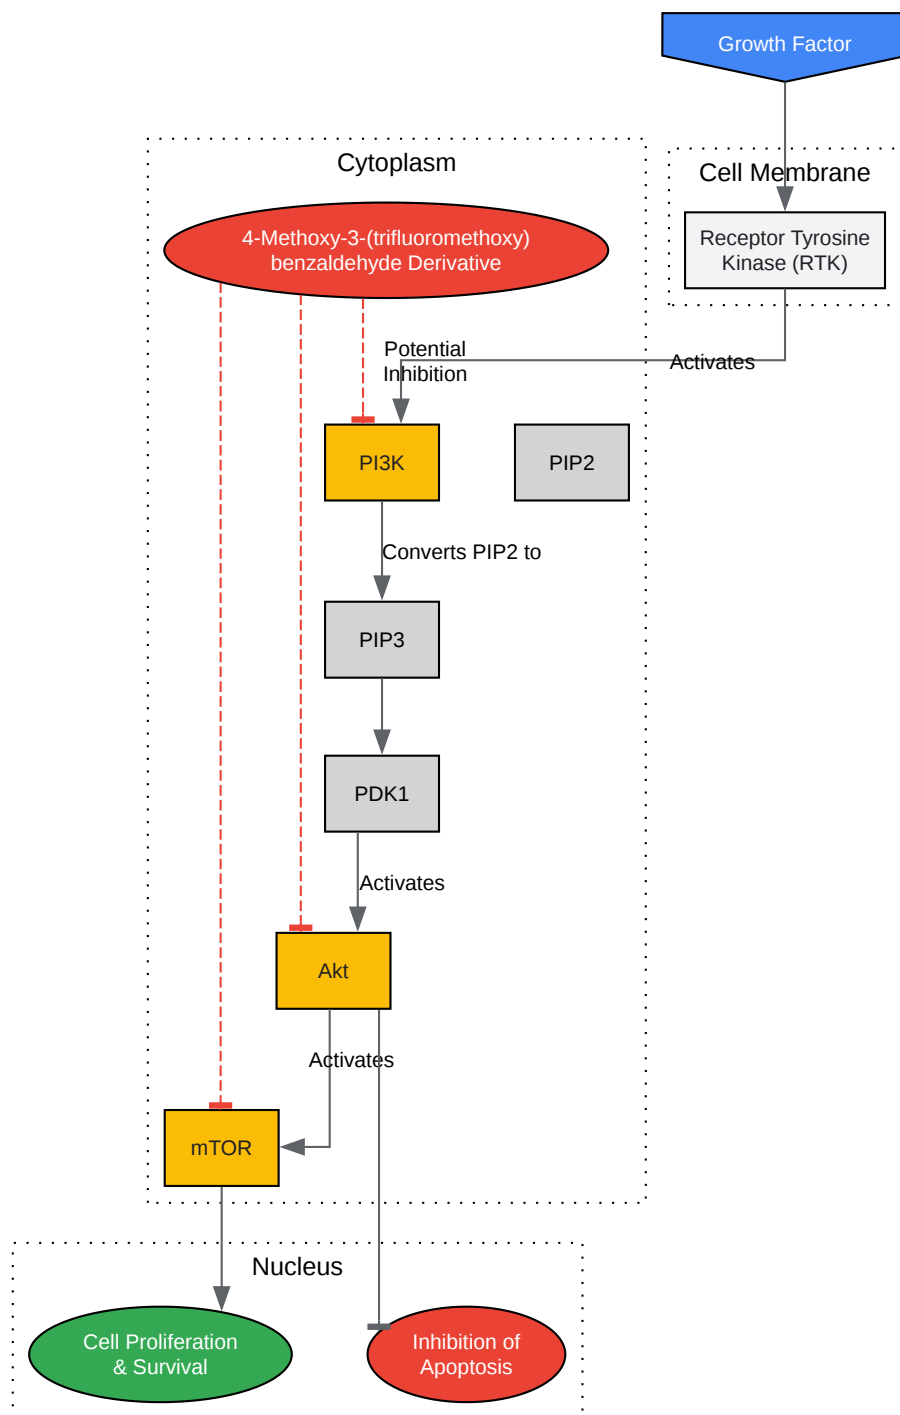 Growth Factor
Cytoplasm
Cell Membrane
4-Methoxy-3-(trifluoromethoxy)
benzaldehyde Derivative
Receptor Tyrosine
Kinase (RTK)
Potential
Inhibition
Activates
PI3K
PIP2
Converts PIP2 to
PIP3
PDK1
Activates
Akt
Activates
mTOR
Nucleus
Cell Proliferation
& Survival
Inhibition of
Apoptosis